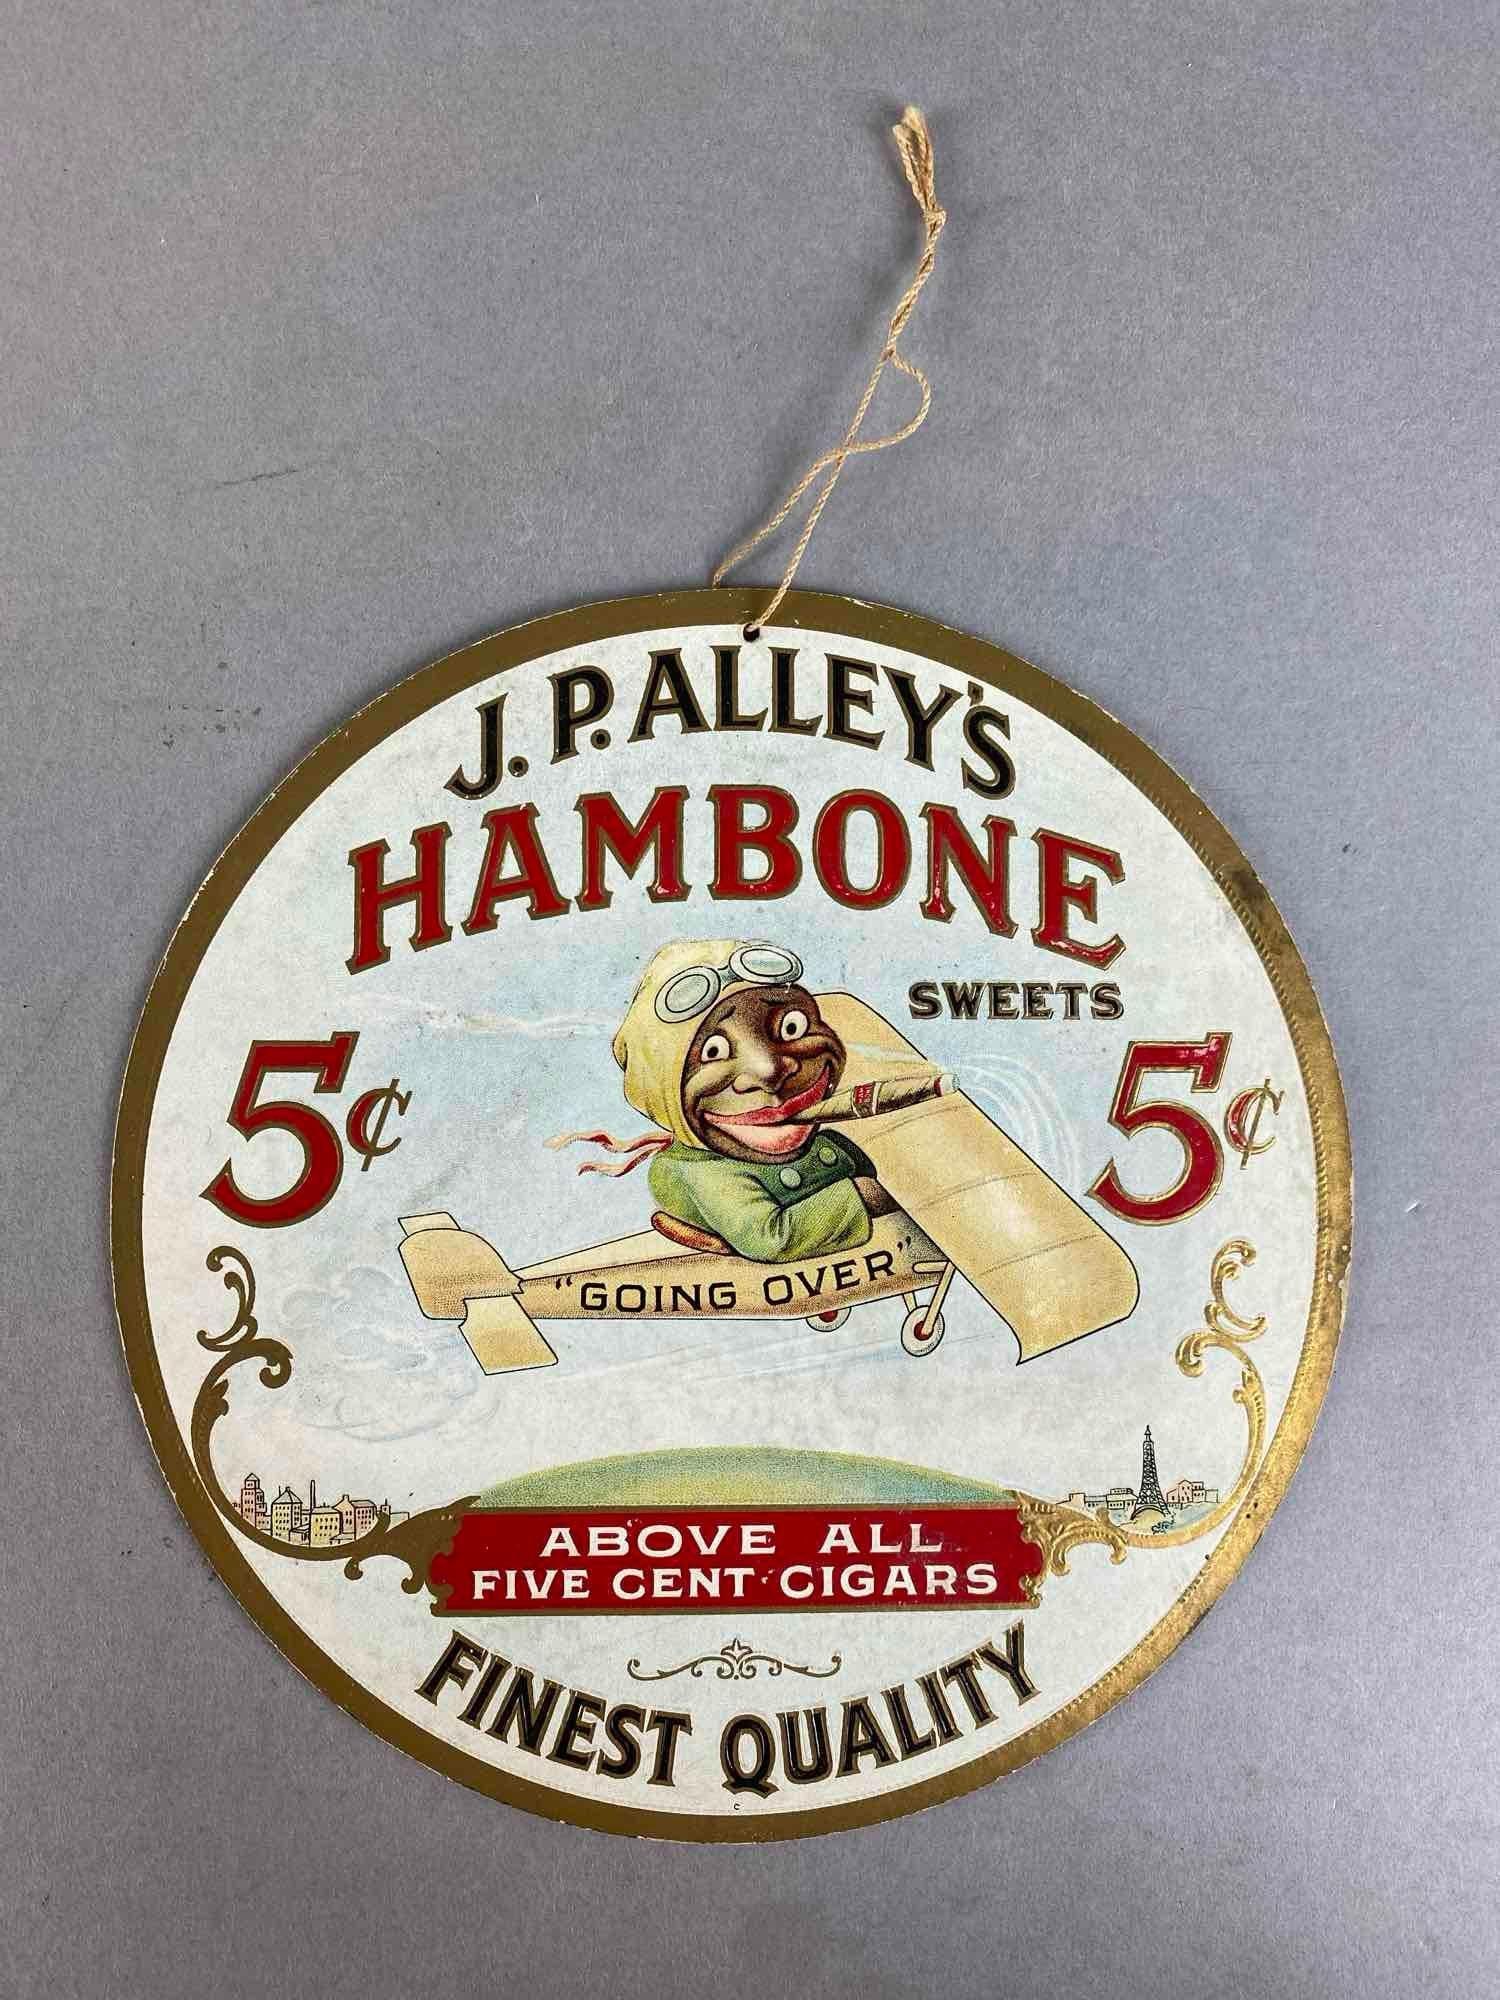 J. P. ALLEY'S
HAMBONE
SWEETS
5¢ 5¢
"GOING OVER"
ABOVE ALL
FIVE CENT CIGARS
FINEST QUALITY
C